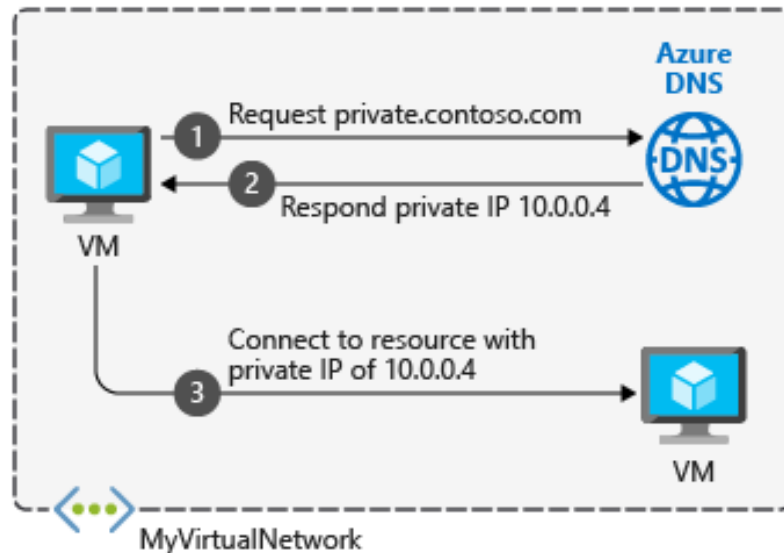 Azure
DNS
1
Request private.contoso.com
DNS
2
Respond private IP 10.0.0.4
VM
Connect to resource with
private IP of 10.0.0.4
3
VM
MyVirtualNetwork